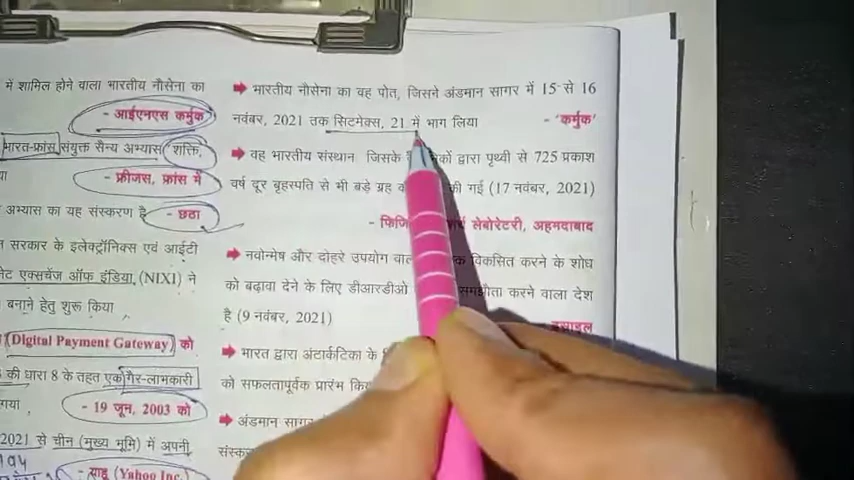 में शामिल होने वाला भारतीय नौसेना का
- आईएनएस कर्मुक
भारत-फ्रांस संयुक्त सैन्य अभ्यास 'शक्ति,
- फ्रीजस, फ्रांस में
अभ्यास का यह संस्करण है - छठा
सरकार के इलेक्ट्रॉनिक्स एवं आईटी
एक्सचेंज ऑफ इंडिया, (NIXI) ने
बनाने हेतु शुरू किया
(Digital Payment Gateway) को
की धारा 8 के तहत एक गैर-लाभकारी
गया
- 19 जून, 2003 को
2021 से चीन (मुख्य भूमि) में अपनी
- याहू (Yahoo Inc.)
➡ भारतीय नौसेना का वह पोत, जिसने अंडमान सागर में 15 से 16
नवंबर, 2021 तक सिटमेक्स, 21 में भाग लिया - 'कर्मुक'
➡ वह भारतीय संस्थान जिसके द्वारा पृथ्वी से 725 प्रकाश
वर्ष दूर बृहस्पति से भी बड़े ग्रह की गई (17 नवंबर, 2021)
- लेबोरेटरी, अहमदाबाद
➡ नवोन्मेष और दोहरे उपयोग विकसित करने के शोध
को बढ़ावा देने के लिए डीआरडीओ समझौता करने वाला देश
है (9 नवंबर, 2021)
➡ भारत द्वारा अंटार्कटिका के
को सफलतापूर्वक प्रारंभ
➡ अंडमान सागर